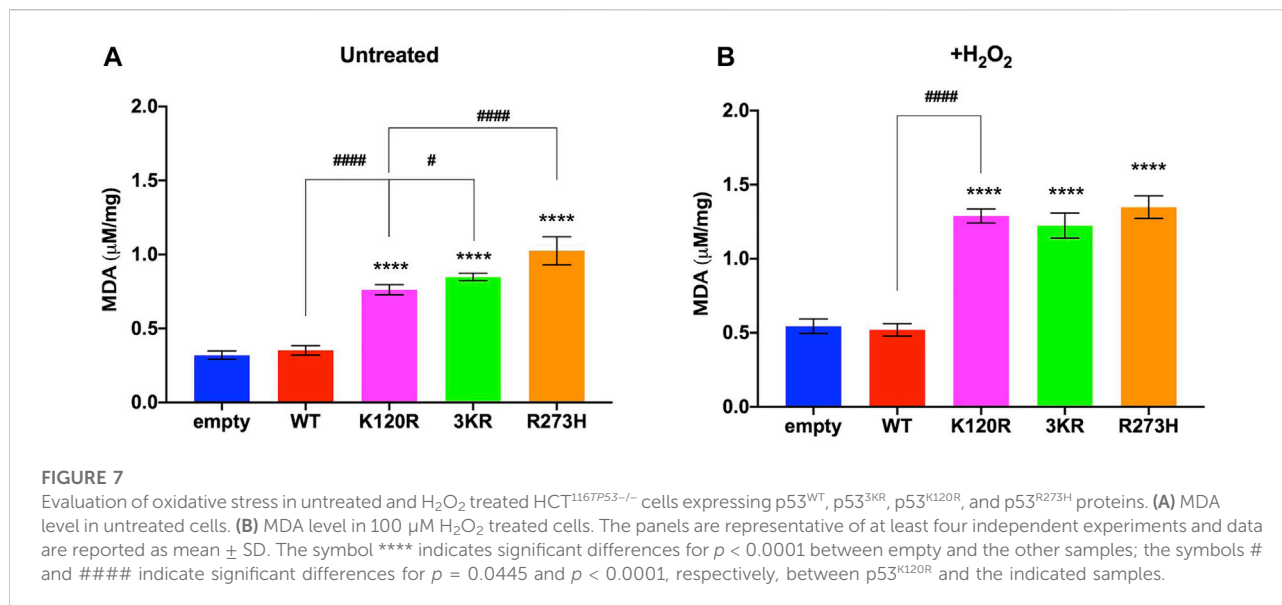 A
Untreated
####
####
#
****
****
****
MDA (μM/mg)
2.0
1.5
1.0
0.5
0.0
empty WT K120R 3KR R273H
B
+H₂O₂
####
****
****
****
MDA (μM/mg)
2.0
1.5
1.0
0.5
0.0
empty WT K120R 3KR R273H
FIGURE 7
Evaluation of oxidative stress in untreated and H₂O₂ treated HCT¹¹⁶ᵀᴾ⁵³⁻/⁻ cells expressing p53ᵂᵀ, p53³ᴷᴿ, p53ᴷ¹²⁰ᴿ, and p53ᴿ²⁷³ᴴ proteins. (A) MDA
level in untreated cells. (B) MDA level in 100 μM H₂O₂ treated cells. The panels are representative of at least four independent experiments and data
are reported as mean ± SD. The symbol **** indicates significant differences for p < 0.0001 between empty and the other samples; the symbols #
and #### indicate significant differences for p = 0.0445 and p < 0.0001, respectively, between p53ᴷ¹²⁰ᴿ and the indicated samples.